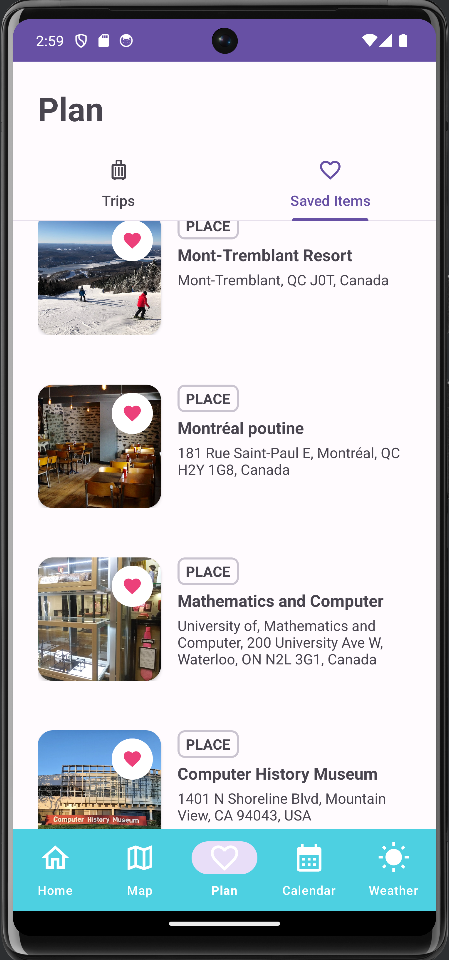 2:59
Plan
Trips
Saved Items
PLACE
Mont-Tremblant Resort
Mont-Tremblant, QC J0T, Canada
PLACE
Montréal poutine
181 Rue Saint-Paul E, Montréal, QC
H2Y 1G8, Canada
PLACE
Mathematics and Computer
University of, Mathematics and
Computer, 200 University Ave W,
Waterloo, ON N2L 3G1, Canada
PLACE
Computer History Museum
1401 N Shoreline Blvd, Mountain
View, CA 94043, USA
Computer History Museum
Home
Map
Plan
Calendar
Weather